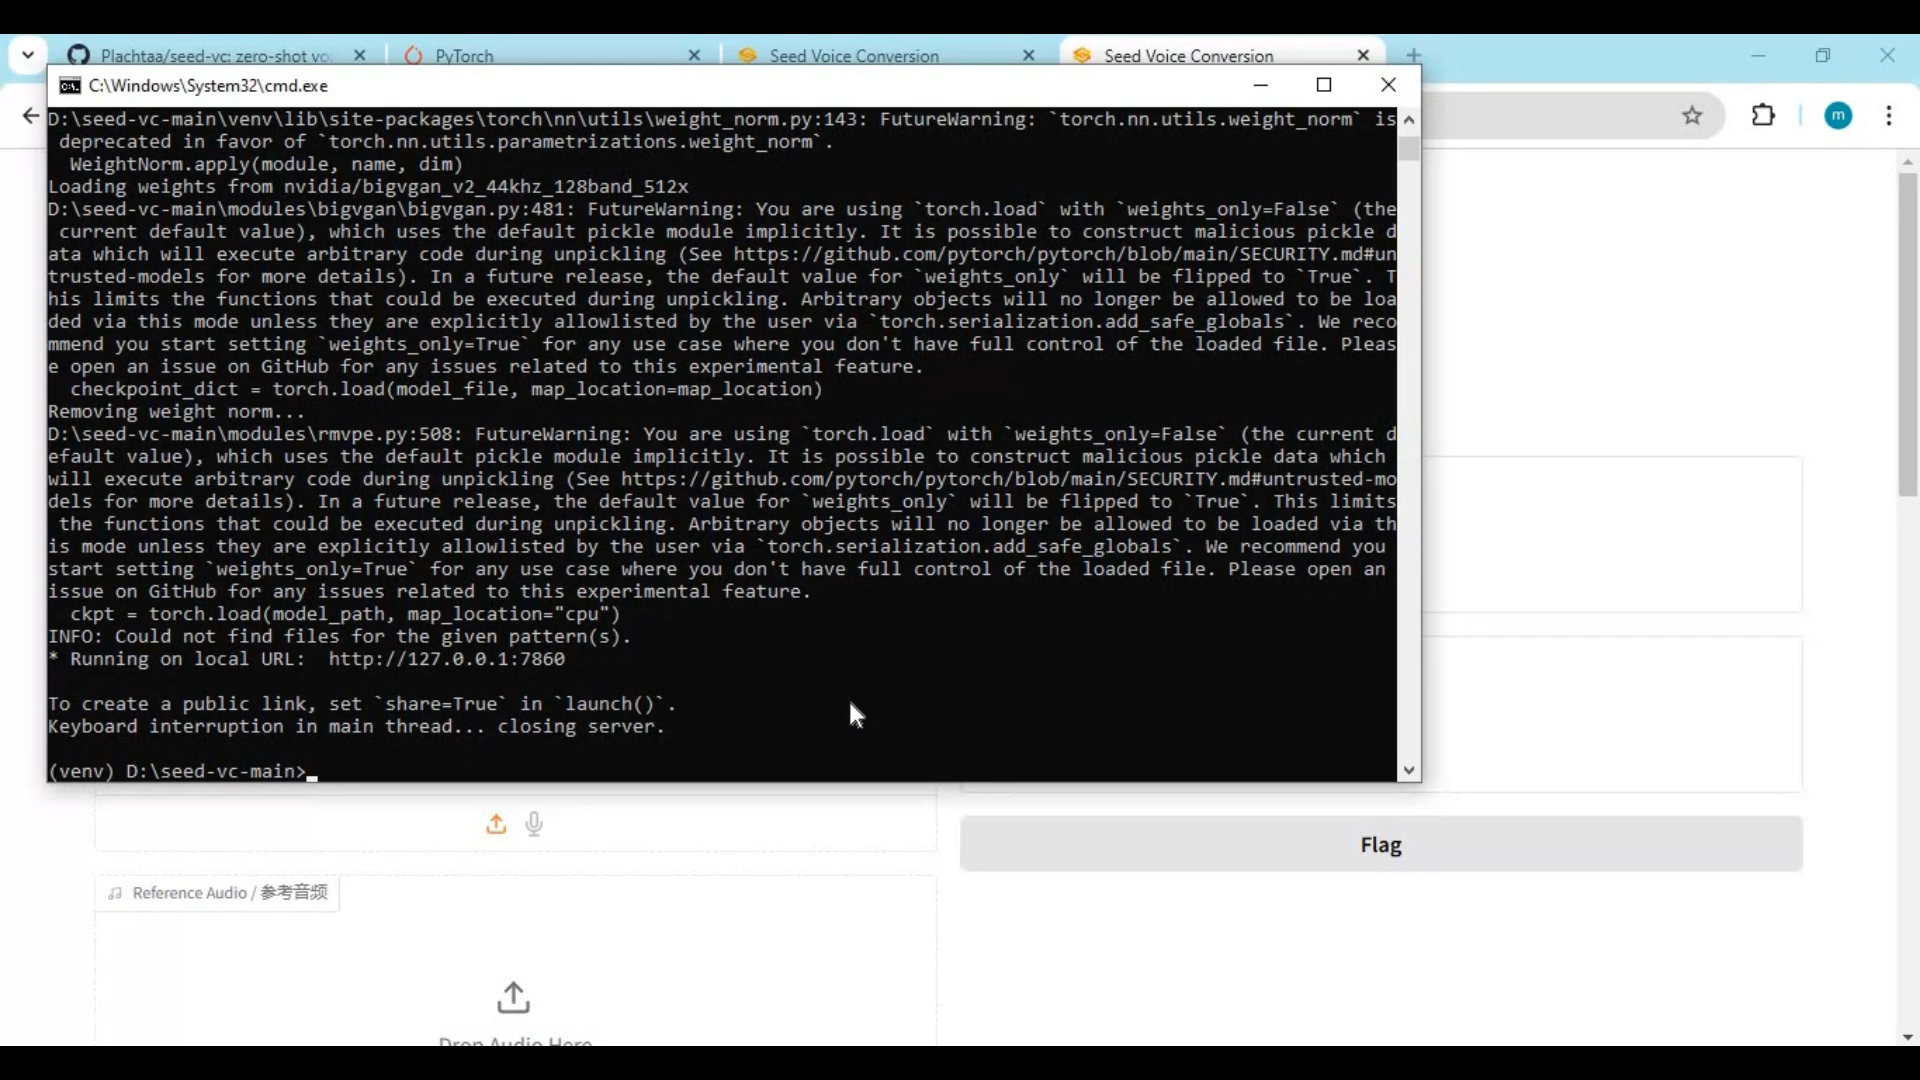 Plachtaa/seed-vc: zero-shot vo
PyTorch
Seed Voice Conversion
Seed Voice Conversion
C:\Windows\System32\cmd.exe
m
D:\seed-vc-main\venv\lib\site-packages\torch\nn\utils\weight_norm.py:143: FutureWarning: `torch.nn.utils.weight_norm` is
deprecated in favor of `torch.nn.utils.parametrizations.weight_norm`.
WeightNorm.apply(module, name, dim)
Loading weights from nvidia/bigvgan_v2_44khz_128band_512x
D:\seed-vc-main\modules\bigvgan\bigvgan.py:481: FutureWarning: You are using `torch.load` with `weights_only=False` (the
current default value), which uses the default pickle module implicitly. It is possible to construct malicious pickle d
ata which will execute arbitrary code during unpickling (See https://github.com/pytorch/pytorch/blob/main/SECURITY.md#un
trusted-models for more details). In a future release, the default value for `weights_only` will be flipped to `True`. T
his limits the functions that could be executed during unpickling. Arbitrary objects will no longer be allowed to be loa
ded via this mode unless they are explicitly allowlisted by the user via `torch.serialization.add_safe_globals`. We reco
mmend you start setting `weights_only=True` for any use case where you don't have full control of the loaded file. Pleas
e open an issue on GitHub for any issues related to this experimental feature.
checkpoint_dict = torch.load(model_file, map_location=map_location)
Removing weight norm...
D:\seed-vc-main\modules\rmvpe.py:508: FutureWarning: You are using `torch.load` with `weights_only=False` (the current d
efault value), which uses the default pickle module implicitly. It is possible to construct malicious pickle data which
will execute arbitrary code during unpickling (See https://github.com/pytorch/pytorch/blob/main/SECURITY.md#untrusted-mo
dels for more details). In a future release, the default value for `weights_only` will be flipped to `True`. This limits
the functions that could be executed during unpickling. Arbitrary objects will no longer be allowed to be loaded via th
is mode unless they are explicitly allowlisted by the user via `torch.serialization.add_safe_globals`. We recommend you
start setting `weights_only=True` for any use case where you don't have full control of the loaded file. Please open an
issue on GitHub for any issues related to this experimental feature.
ckpt = torch.load(model_path, map_location="cpu")
INFO: Could not find files for the given pattern(s).
* Running on local URL:  http://127.0.0.1:7860
To create a public link, set `share=True` in `launch()`.
Keyboard interruption in main thread... closing server.
(venv) D:\seed-vc-main>
Flag
Reference Audio / 参考音频
Drop Audio Here